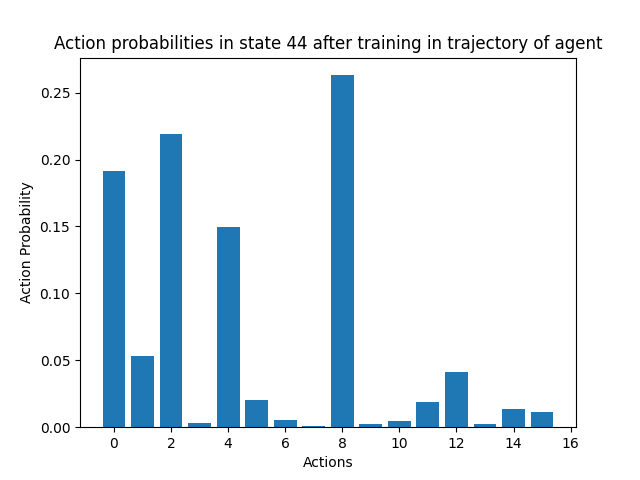 Action probabilities in state 44 after training in trajectory of agent
0.25
0.20
0.15
0.10
0.05
0.00
Action Probability
0 2 4 6 8 10 12 14 16
Actions